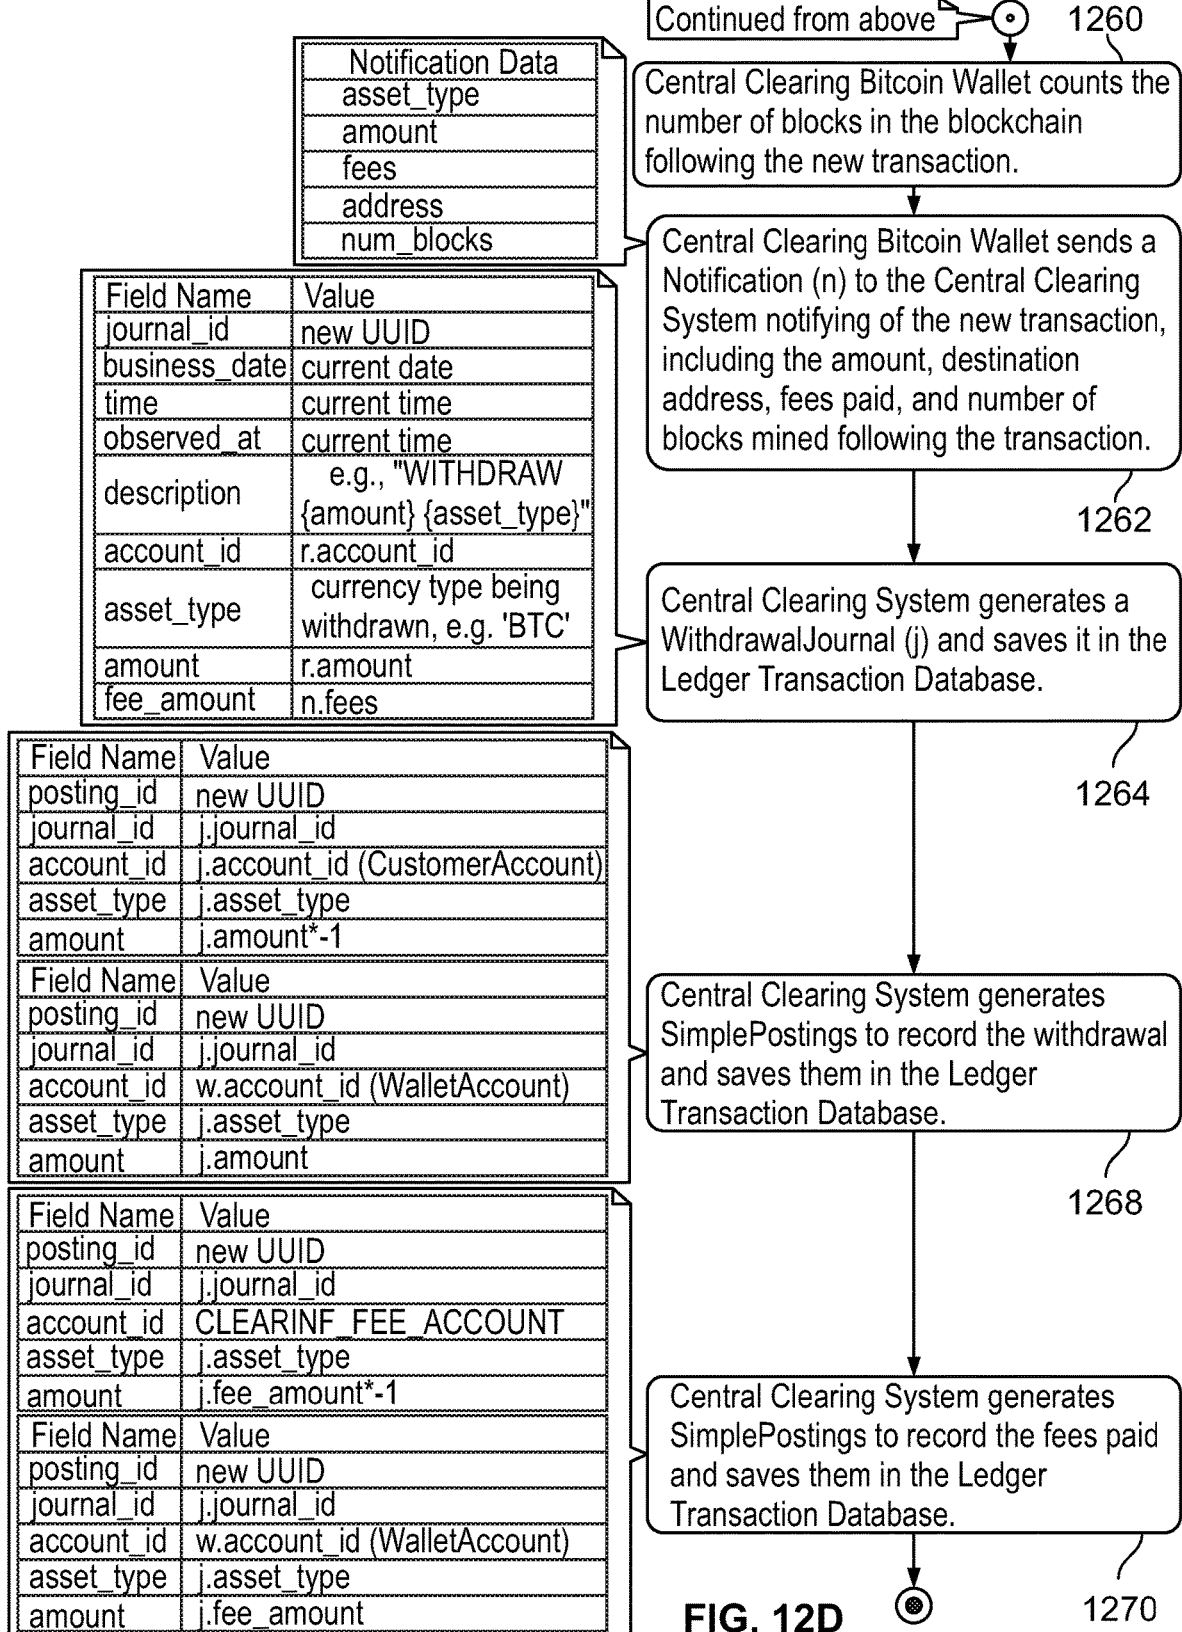 Continued from above
1260
Central Clearing Bitcoin Wallet counts the
number of blocks in the blockchain
following the new transaction.
Notification Data
asset_type
amount
fees
address
num_blocks
Central Clearing Bitcoin Wallet sends a
Notification (n) to the Central Clearing
System notifying of the new transaction,
including the amount, destination
address, fees paid, and number of
blocks mined following the transaction.
1262
Field Name Value
journal_id new UUID
business_date current date
time current time
observed_at current time
description e.g., "WITHDRAW
{amount} {asset_type}"
account_id r.account_id
asset_type currency type being
withdrawn, e.g. 'BTC'
amount r.amount
fee_amount n.fees
Central Clearing System generates a
WithdrawalJournal (j) and saves it in the
Ledger Transaction Database.
1264
Field Name Value
posting_id new UUID
journal_id j.journal_id
account_id j.account_id (CustomerAccount)
asset_type j.asset_type
amount j.amount*-1
Field Name Value
posting_id new UUID
journal_id j.journal_id
account_id w.account_id (WalletAccount)
asset_type j.asset_type
amount j.amount
Central Clearing System generates
SimplePostings to record the withdrawal
and saves them in the Ledger
Transaction Database.
1268
Field Name Value
posting_id new UUID
journal_id j.journal_id
account_id CLEARINF_FEE_ACCOUNT
asset_type j.asset_type
amount j.fee_amount*-1
Field Name Value
posting_id new UUID
journal_id j.journal_id
account_id w.account_id (WalletAccount)
asset_type j.asset_type
amount j.fee_amount
Central Clearing System generates
SimplePostings to record the fees paid
and saves them in the Ledger
Transaction Database.
1270
FIG. 12D